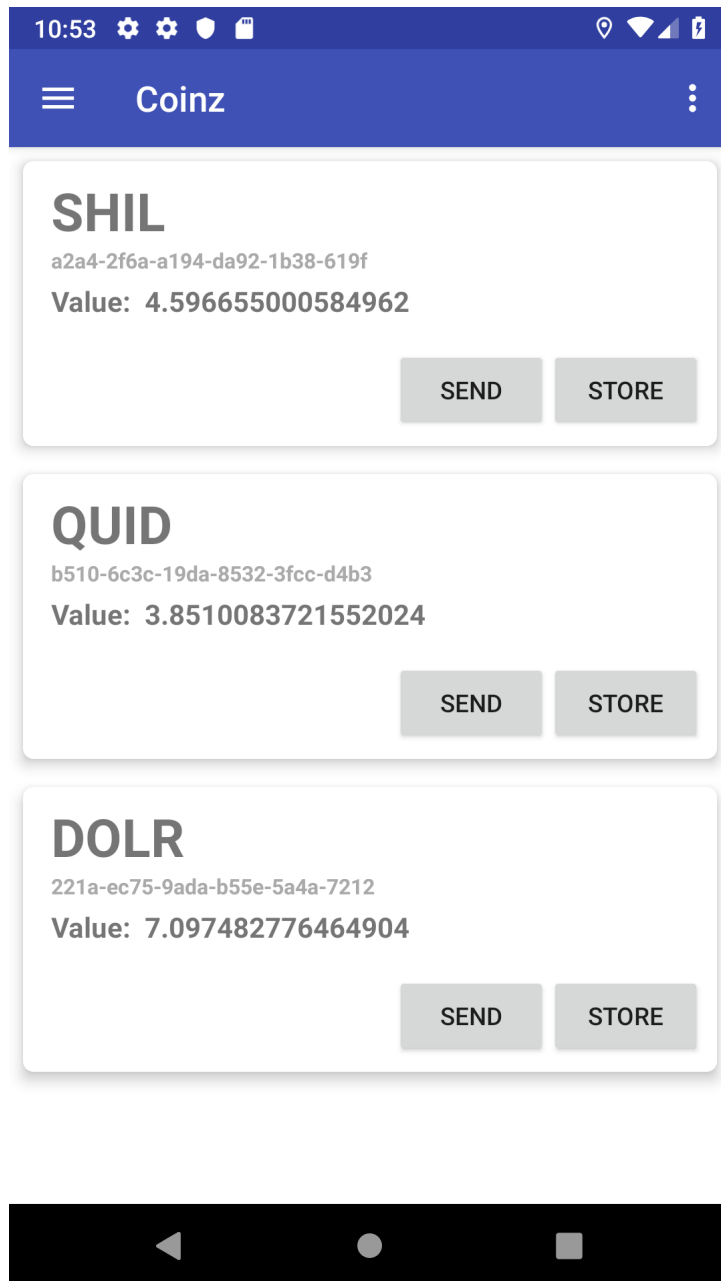 10:53
Coinz
SHIL
a2a4-2f6a-a194-da92-1b38-619f
Value: 4.596655000584962
SEND STORE
QUID
b510-6c3c-19da-8532-3fcc-d4b3
Value: 3.8510083721552024
SEND STORE
DOLR
221a-ec75-9ada-b55e-5a4a-7212
Value: 7.097482776464904
SEND STORE